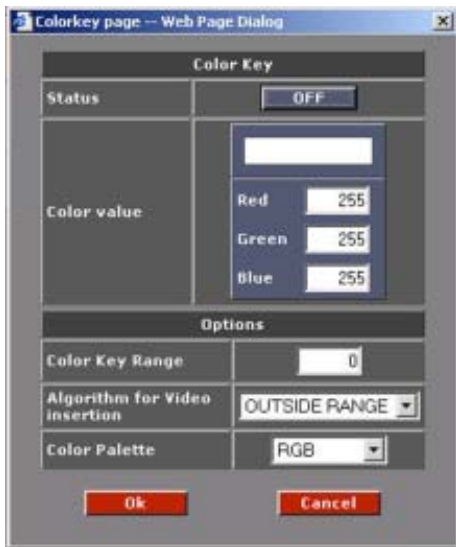 Colorkey page -- Web Page Dialog
Color Key
Status OFF
Color value
Red 255
Green 255
Blue 255
Options
Color Key Range 0
Algorithm for Video
insertion OUTSIDE RANGE
Color Palette RGB
Ok Cancel